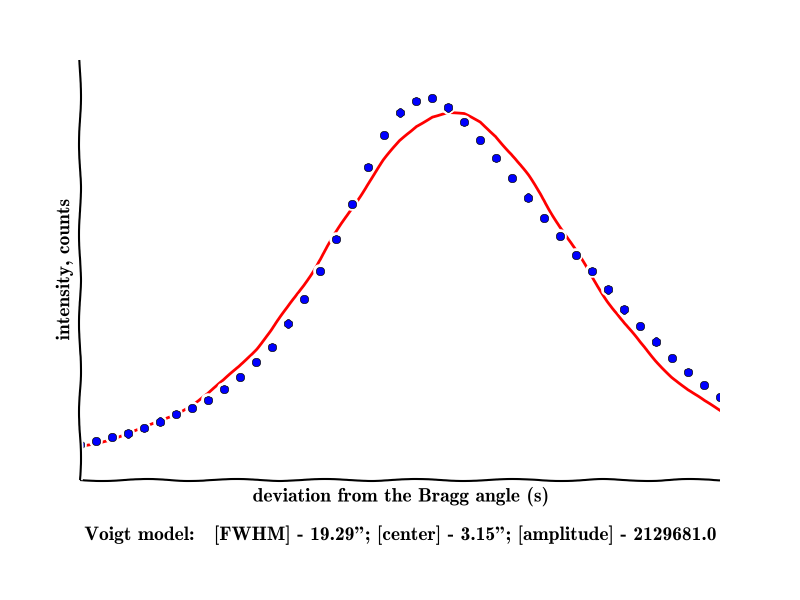 intensity, counts
deviation from the Bragg angle (s)
Voigt model: [FWHM] - 19.29”; [center] - 3.15”; [amplitude] - 2129681.0